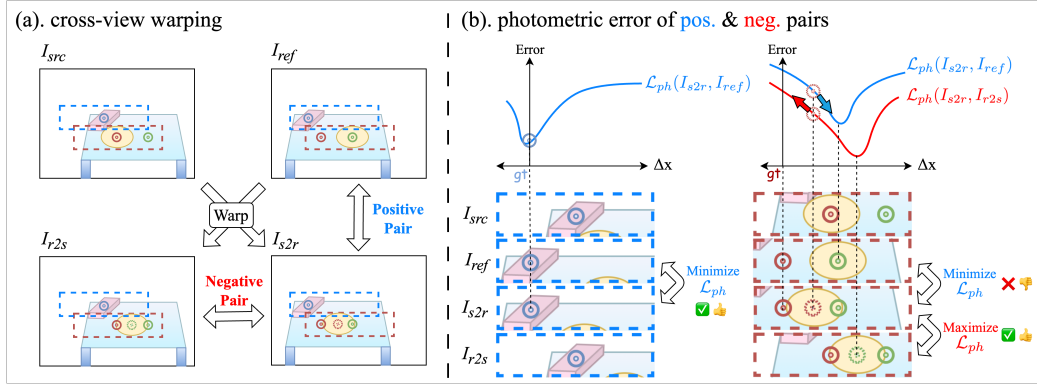 (a). cross-view warping
(b). photometric error of pos. & neg. pairs
I_src
I_ref
Warp
Positive
Pair
I_r2s
I_s2r
Negative
Pair
Error
L_ph(I_s2r, I_ref)
Δx
gt
I_src
I_ref
I_s2r
I_r2s
Minimize
L_ph
Error
L_ph(I_s2r, I_ref)
L_ph(I_s2r, I_r2s)
Δx
gt
Minimize
L_ph
Maximize
L_ph